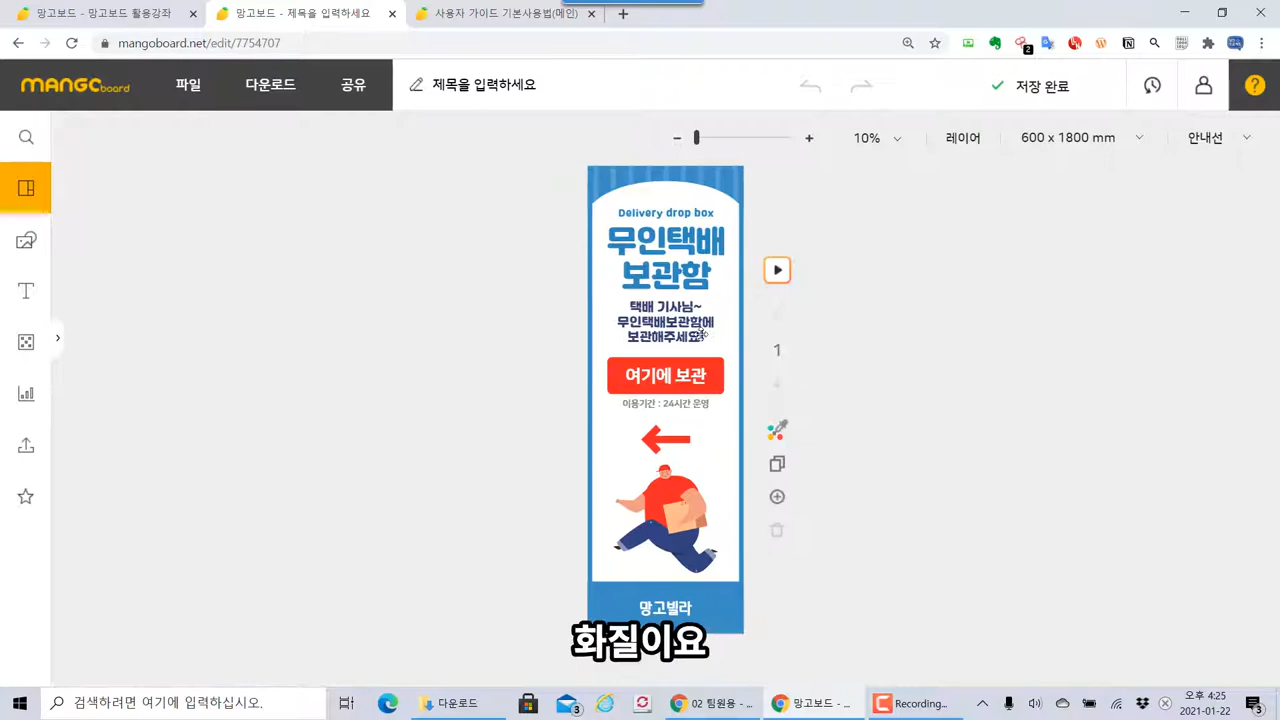 망고보드 - 망고보드 활용강좌
망고보드 - 제목을 입력하세요
사용자 가이드 기본사용법(메인)
mangoboard.net/edit/7754707
2
MANGOboard
파일
다운로드
공유
제목을 입력하세요
저장 완료
?
10%
레이어
600 x 1800 mm
안내선
Delivery drop box
무인택배
보관함
택배 기사님~
무인택배보관함에
보관해주세요
여기에 보관
이용기간 : 24시간 운영
1
망고빌라
화질이요
검색하려면 여기에 입력하십시오.
다운로드
3
02 팀원용 - ...
망고보드 - ...
Recording...
오후 4:25
2021-01-22
3